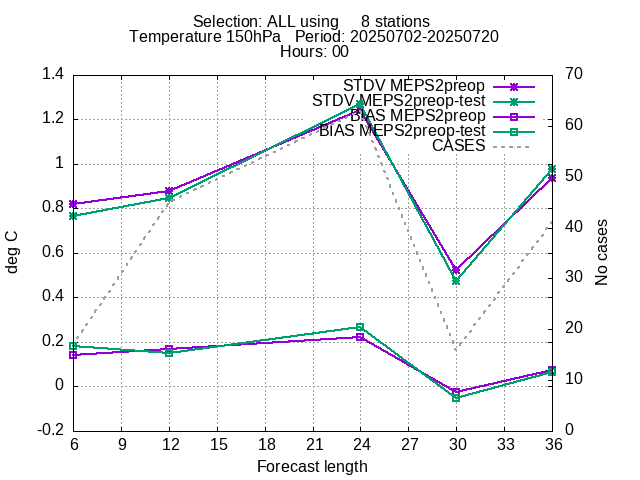 Selection: ALL using     8 stations
Temperature 150hPa   Period: 20250702-20250720
Hours: 00
1.4
1.2
1
0.8
0.6
0.4
0.2
0
-0.2
deg C
STDV MEPS2preop
STDV MEPS2preop-test
BIAS MEPS2preop
BIAS MEPS2preop-test
CASES
70
60
50
40
30
20
10
0
No cases
6 9 12 15 18 21 24 27 30 33 36
Forecast length